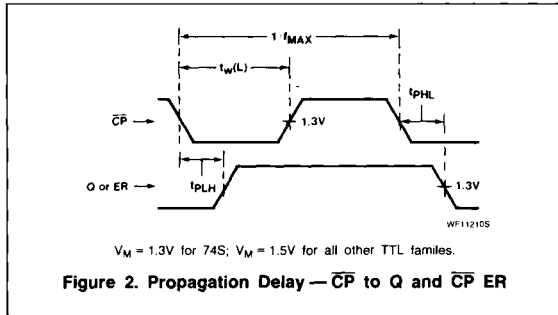 1 fMAX
tw(L)
tPHL
CP
1.3V
Q or ER
tPLH
1.3V
WF11210S
VM = 1.3V for 74S; VM = 1.5V for all other TTL familes.
Figure 2. Propagation Delay — CP to Q and CP ER